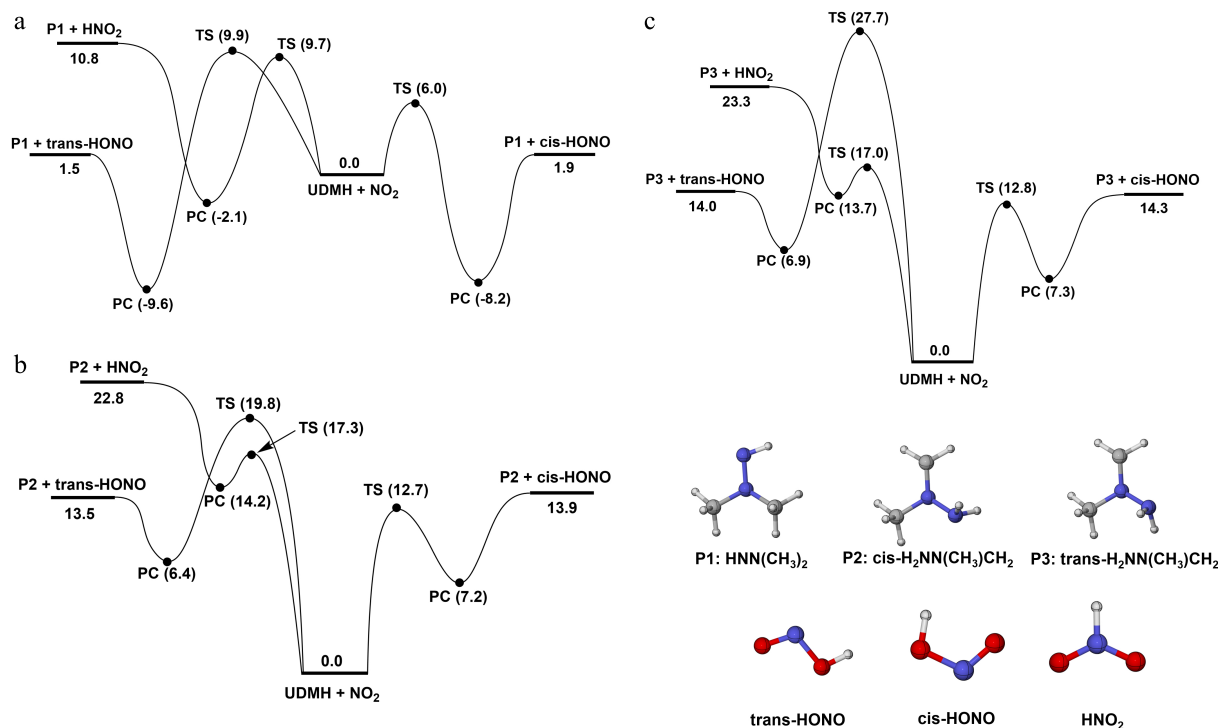 a
P1 + HNO₂
10.8
TS (9.9)
TS (9.7)
TS (6.0)
P1 + trans-HONO
1.5
P1 + cis-HONO
1.9
0.0
UDMH + NO₂
PC (-2.1)
PC (-9.6)
PC (-8.2)
b
P2 + HNO₂
22.8
TS (19.8)
TS (17.3)
P2 + trans-HONO
13.5
PC (14.2)
TS (12.7)
P2 + cis-HONO
13.9
PC (6.4)
PC (7.2)
0.0
UDMH + NO₂
c
TS (27.7)
P3 + HNO₂
23.3
TS (17.0)
P3 + trans-HONO
14.0
PC (13.7)
TS (12.8)
P3 + cis-HONO
14.3
PC (6.9)
PC (7.3)
0.0
UDMH + NO₂
P1: HNN(CH₃)₂
P2: cis-H₂NN(CH₃)CH₂
P3: trans-H₂NN(CH₃)CH₂
trans-HONO
cis-HONO
HNO₂